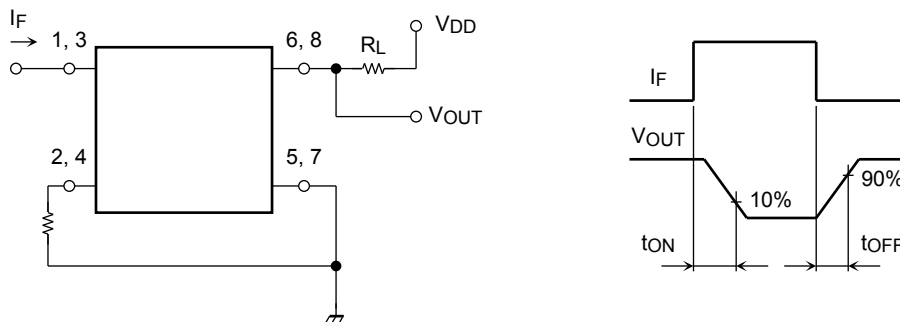 IF
1, 3
6, 8
RL
VDD
VOUT
2, 4
5, 7
IF
VOUT
10%
90%
tON
tOFF